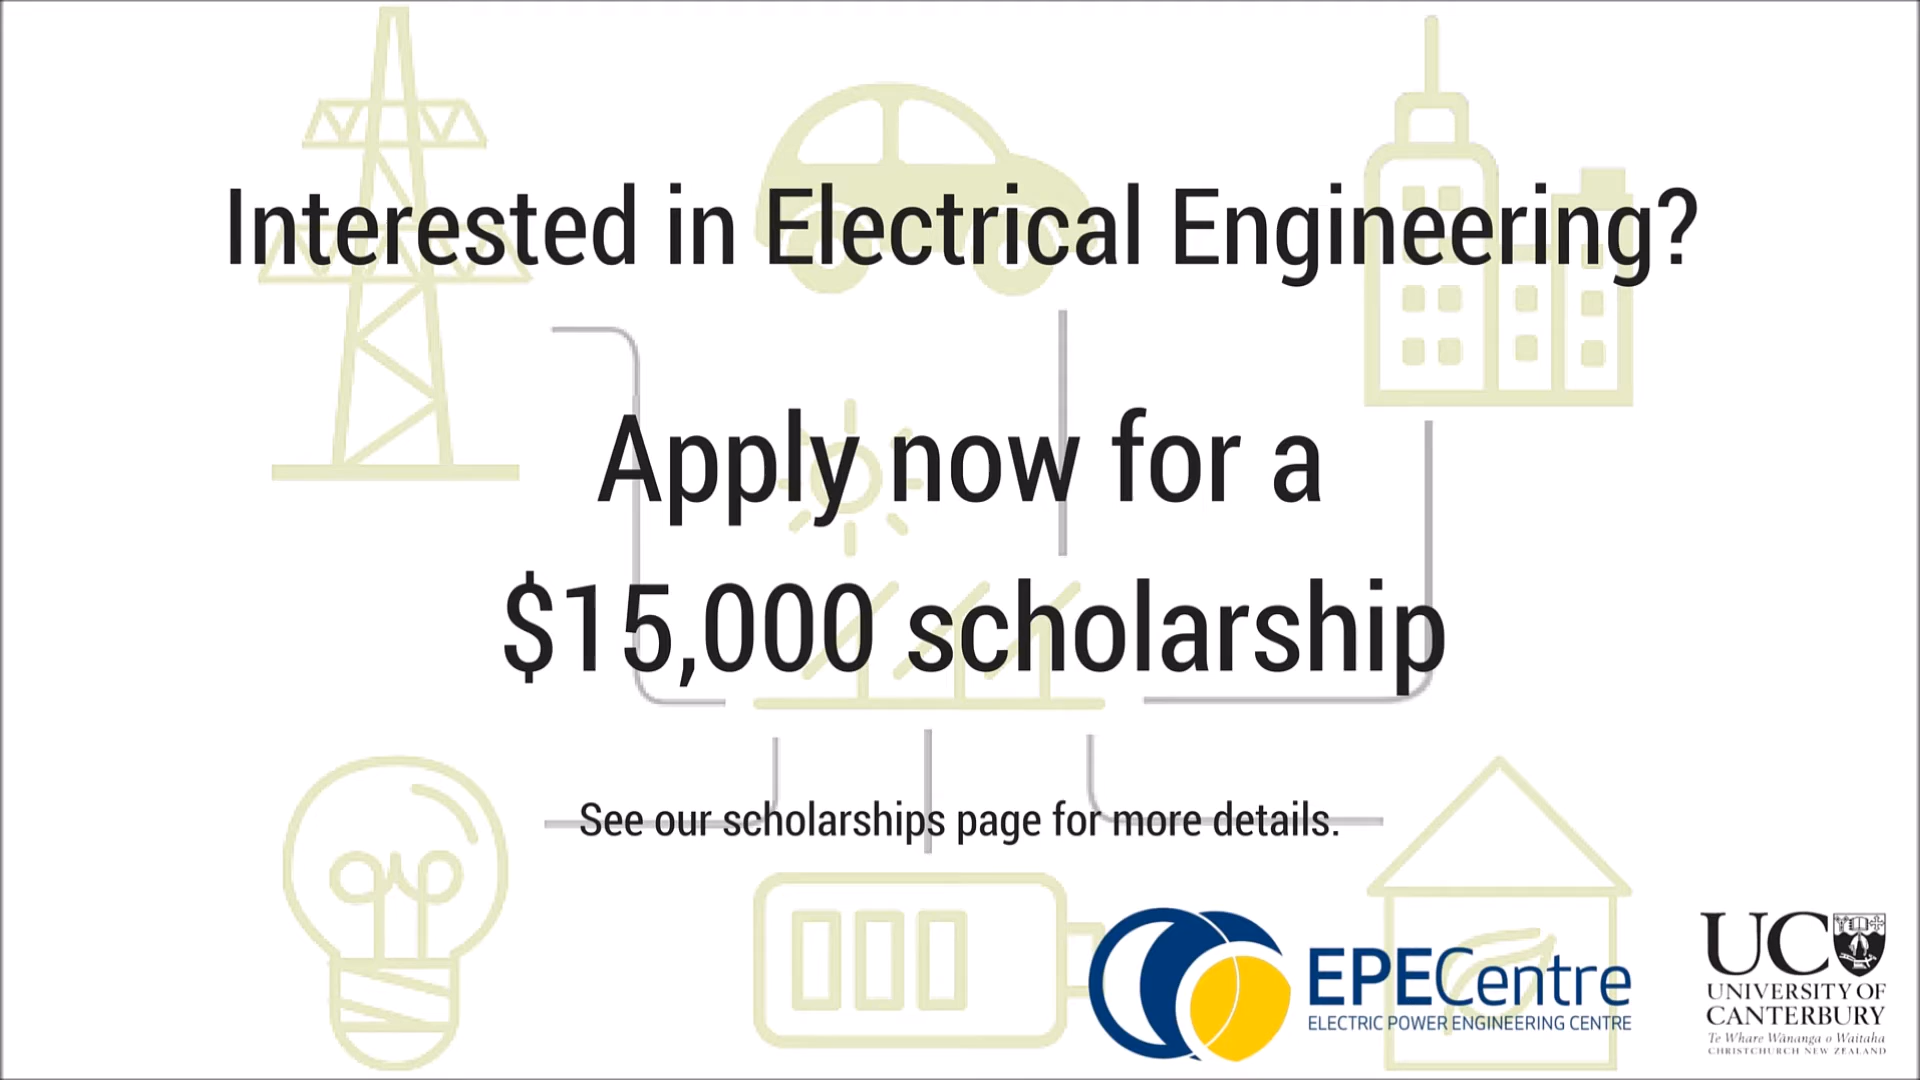 Interested in Electrical Engineering?
Apply now for a
$15,000 scholarship
See our scholarships page for more details.
EPECentre
ELECTRIC POWER ENGINEERING CENTRE
UC
UNIVERSITY OF
CANTERBURY
Te Whare Wānanga o Waitaha
CHRISTCHURCH NEW ZEALAND